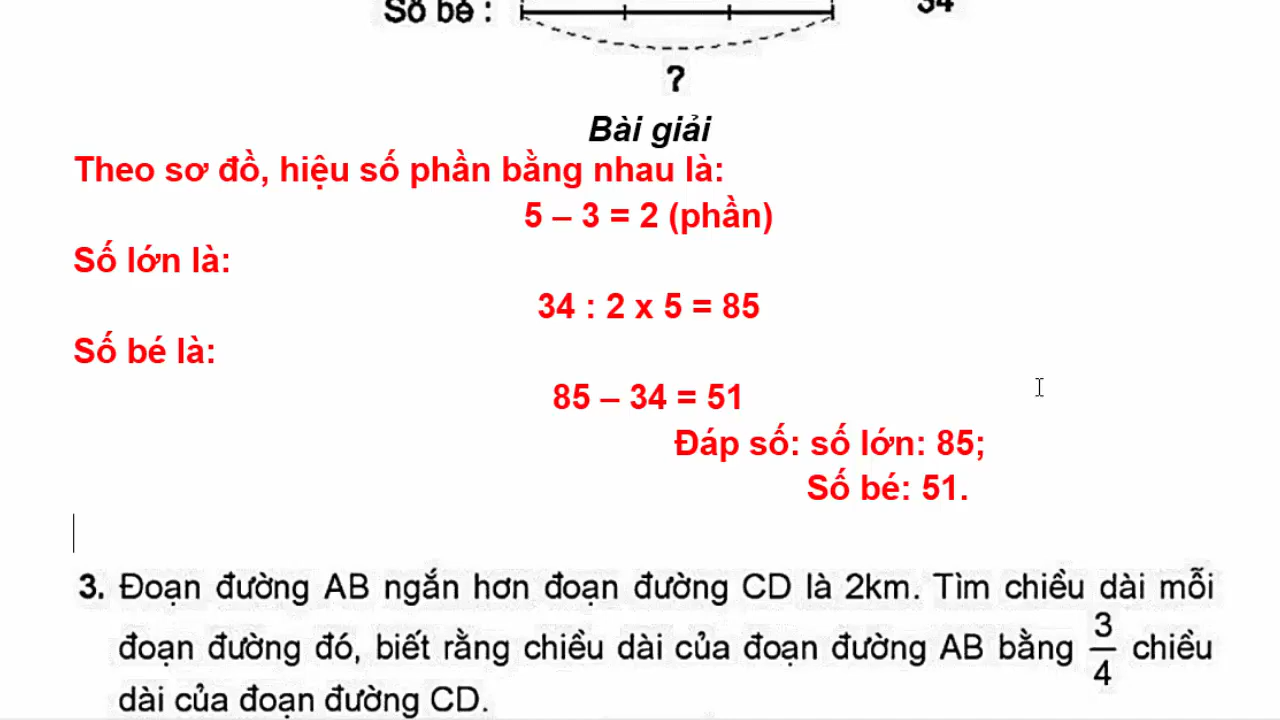 Số bé :
34
?
Bài giải
Theo sơ đồ, hiệu số phần bằng nhau là:
5 – 3 = 2 (phần)
Số lớn là:
34 : 2 x 5 = 85
Số bé là:
85 – 34 = 51
Đáp số: số lớn: 85;
Số bé: 51.
3. Đoạn đường AB ngắn hơn đoạn đường CD là 2km. Tìm chiều dài mỗi
đoạn đường đó, biết rằng chiều dài của đoạn đường AB bằng 3/4 chiều
dài của đoạn đường CD.